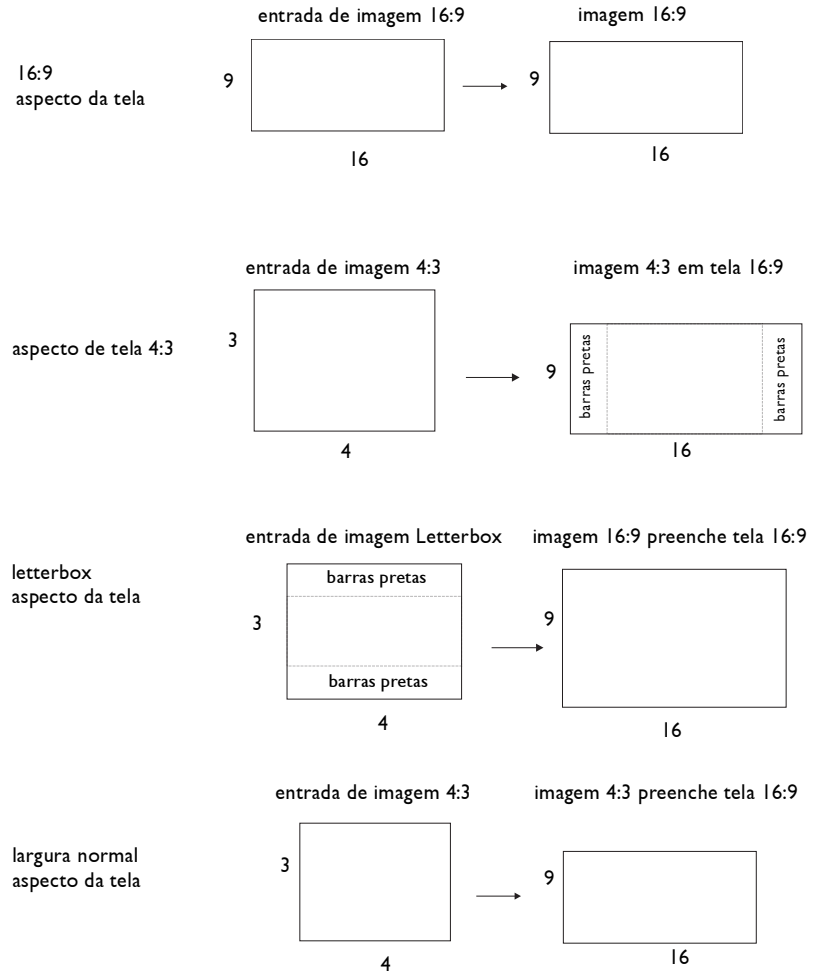 entrada de imagem 16:9
imagem 16:9
16:9
aspecto da tela
9
9
16
16
entrada de imagem 4:3
imagem 4:3 em tela 16:9
aspecto de tela 4:3
3
9
barras pretas
barras pretas
4
16
entrada de imagem Letterbox
imagem 16:9 preenche tela 16:9
letterbox
aspecto da tela
barras pretas
3
9
barras pretas
4
16
entrada de imagem 4:3
imagem 4:3 preenche tela 16:9
largura normal
aspecto da tela
3
9
4
16